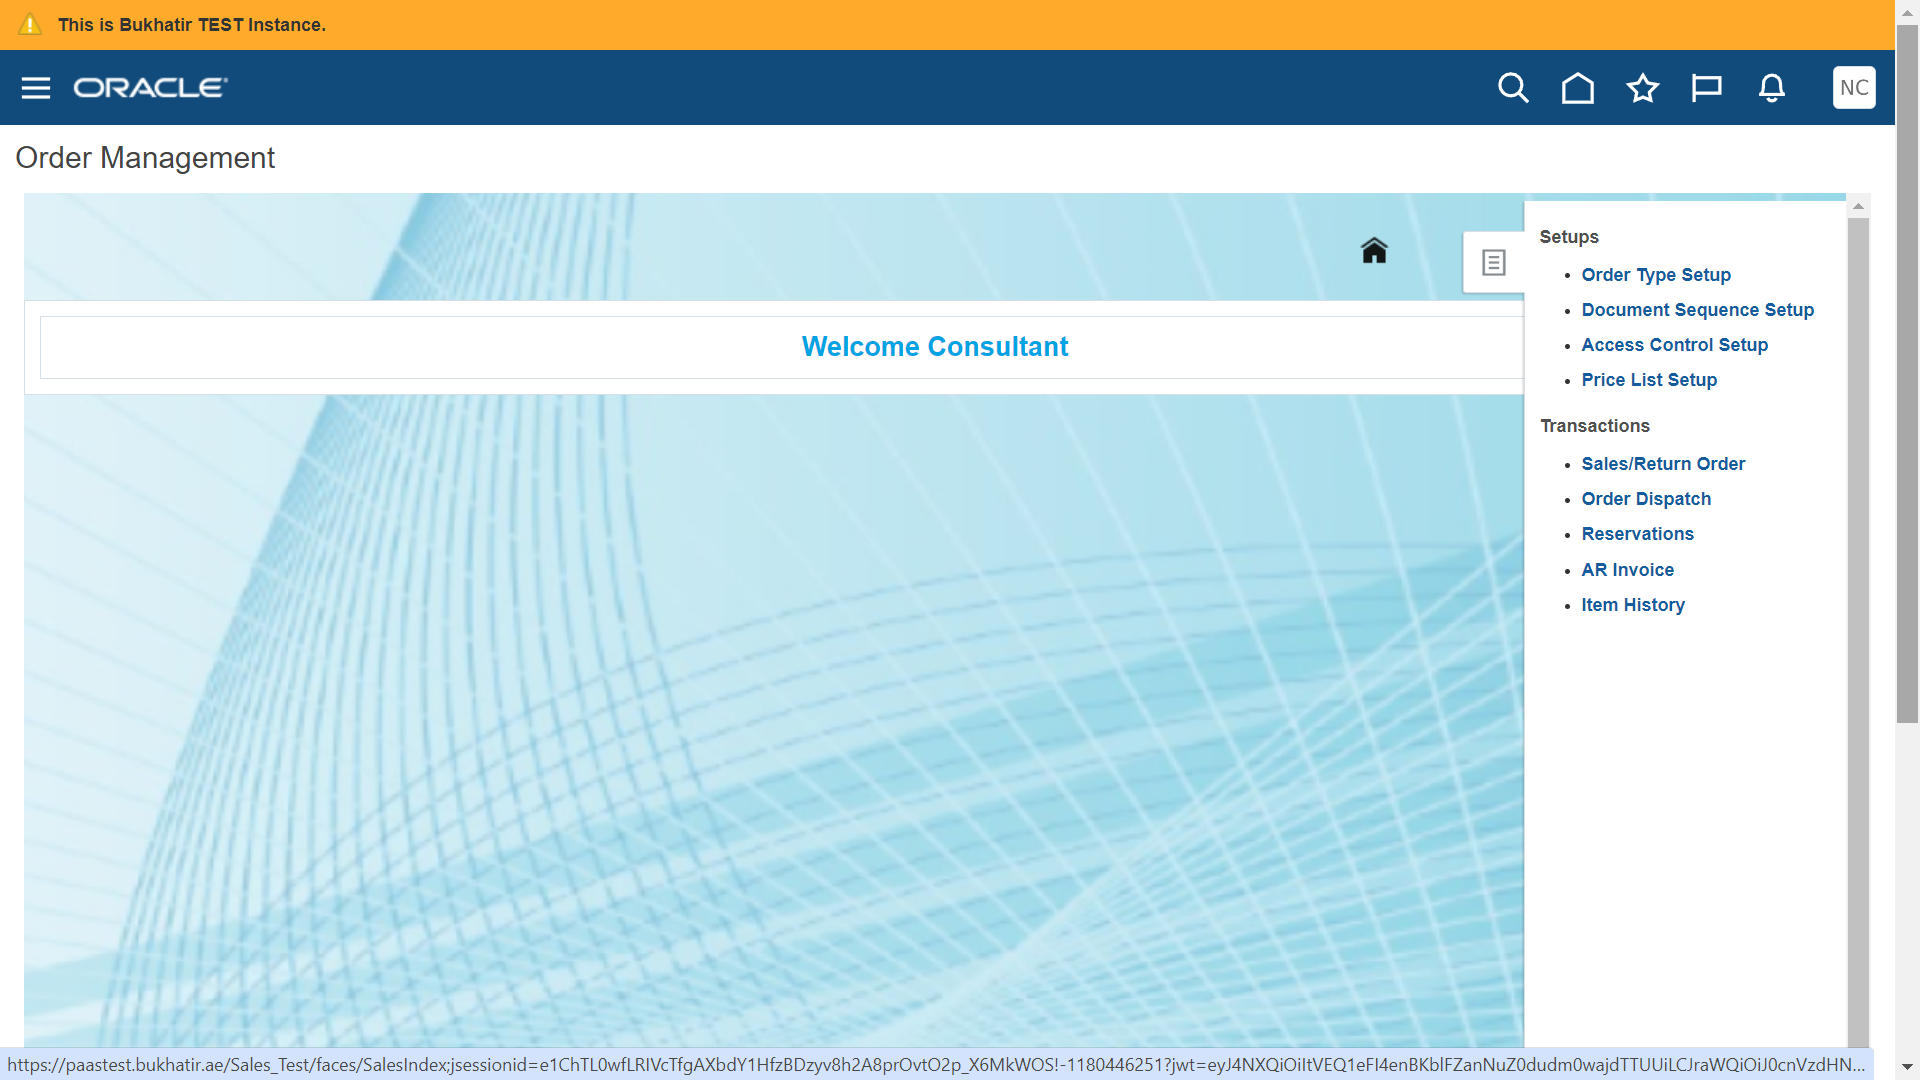 This is Bukhatir TEST Instance.
ORACLE
NC
Order Management
Setups
Order Type Setup
Document Sequence Setup
Access Control Setup
Price List Setup
Welcome Consultant
Transactions
Sales/Return Order
Order Dispatch
Reservations
AR Invoice
Item History
https://paastest.bukhatir.ae/Sales_Test/faces/SalesIndex;jsessionid=e1ChTL0wfLRIVcTfgAXbdY1HfzBDzyv8h2A8prOvtO2p_X6MkWOS!-1180446251?jwt=eyJ4NXQiOiItVEQ1eFI4enBKblFZanNuZ0dudm0wajdTTUUiLCJraWQiOiJ0cnVzdHN...